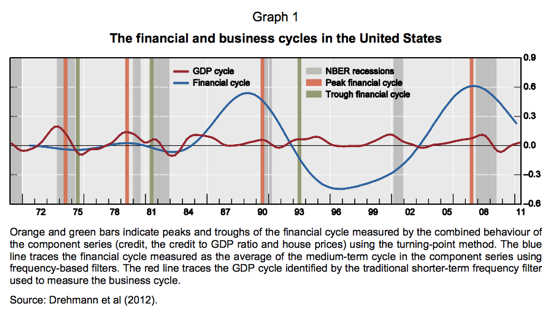 Graph 1
The financial and business cycles in the United States
GDP cycle
Financial cycle
NBER recessions
Peak financial cycle
Trough financial cycle
0.9
0.6
0.3
0.0
–0.3
–0.6
72 75 78 81 84 87 90 93 96 99 02 05 08 11
Orange and green bars indicate peaks and troughs of the financial cycle measured by the combined behaviour of
the component series (credit, the credit to GDP ratio and house prices) using the turning-point method. The blue
line traces the financial cycle measured as the average of the medium-term cycle in the component series using
frequency-based filters. The red line traces the GDP cycle identified by the traditional shorter-term frequency filter
used to measure the business cycle.
Source: Drehmann et al (2012).